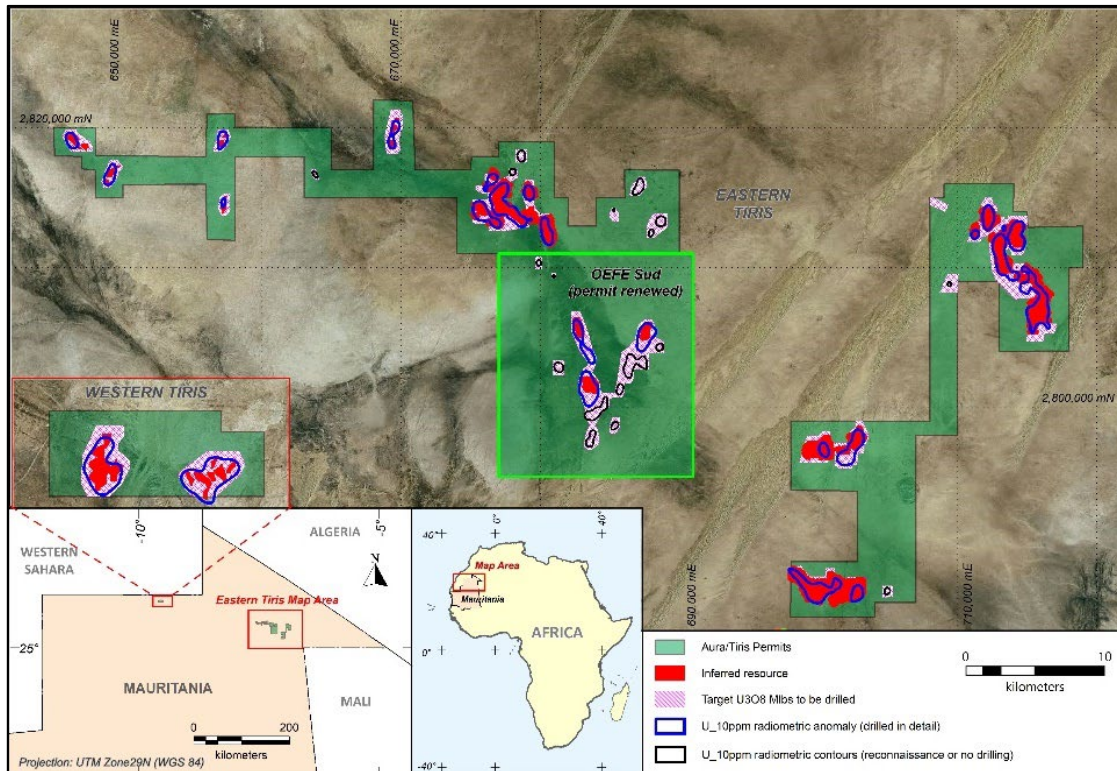 650,000 mE
670,000 mE
2,820,000 mN
EASTERN
TIRIS
OEFE Sud
(permit renewed)
2,800,000 mN
WESTERN TIRIS
690,000 mE
710,000 mE
-10°
-5°
WESTERN
SAHARA
ALGERIA
N
Eastern Tiris Map Area
25°
MAURITANIA
MALI
0 200
kilometers
Projection: UTM Zone29N (WGS 84)
40° 0° 40°
Map Area
Mauritania
AFRICA
0° 0°
-40° -40°
Aura/Tiris Permits
Inferred resource
Target U3O8 Mlbs to be drilled
U_10ppm radiometric anomaly (drilled in detail)
U_10ppm radiometric contours (reconnaissance or no drilling)
0 10
kilometers